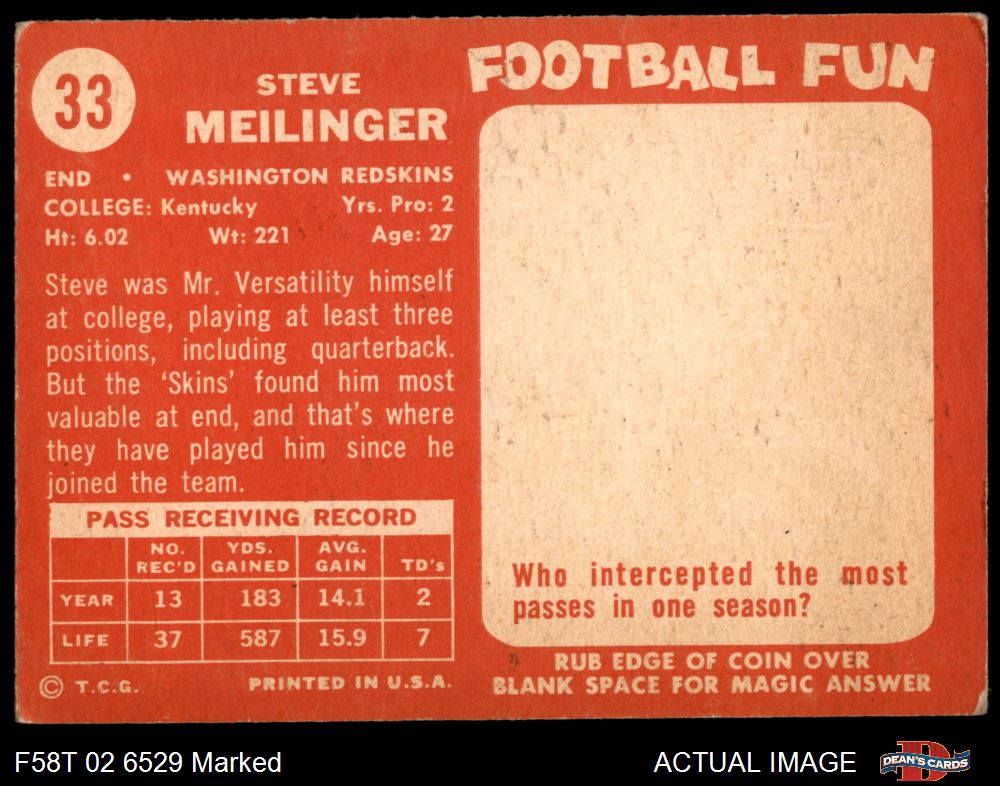 33
STEVE
MEILINGER
END • WASHINGTON REDSKINS
COLLEGE: Kentucky Yrs. Pro: 2
Ht: 6.02 Wt: 221 Age: 27
Steve was Mr. Versatility himself
at college, playing at least three
positions, including quarterback.
But the 'Skins' found him most
valuable at end, and that's where
they have played him since he
joined the team.
PASS RECEIVING RECORD
NO. REC'D YDS. GAINED AVG. GAIN TD's
YEAR 13 183 14.1 2
LIFE 37 587 15.9 7
© T.C.G. PRINTED IN U.S.A.
FOOTBALL FUN
Who intercepted the most
passes in one season?
RUB EDGE OF COIN OVER
BLANK SPACE FOR MAGIC ANSWER
F58T 02 6529 Marked
ACTUAL IMAGE
DEAN'S CARDS